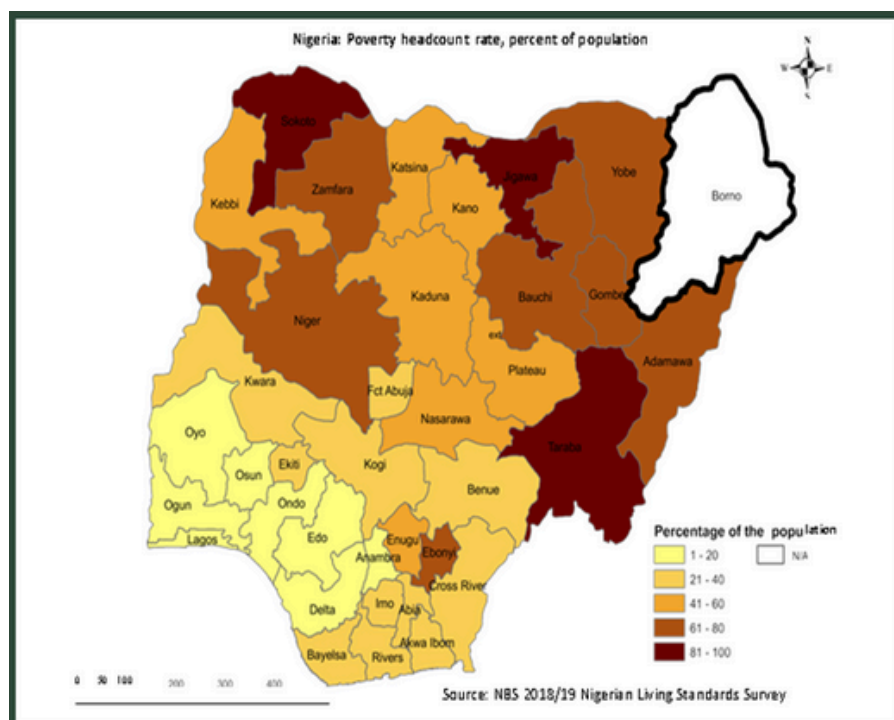 Nigeria: Poverty headcount rate, percent of population
N
W E
S
Sokoto
Katsina
Jigawa
Yobe
Borno
Zamfara
Kebbi
Kano
Kaduna
Bauchi
Gombe
Niger
ext
Plateau
Adamawa
Kwara
Fct Abuja
Nasarawa
Oyo
Taraba
Ekiti
Kogi
Osun
Benue
Ogun
Ondo
Lagos
Edo
Enugu
Ebonyi
Anambra
Cross River
Delta
Imo
Abia
Akwa Ibom
Bayelsa
Rivers
Percentage of the population
1 - 20
N/A
21 - 40
41 - 60
61 - 80
81 - 100
0 50 100 200 300 400
Source: NBS 2018/19 Nigerian Living Standards Survey